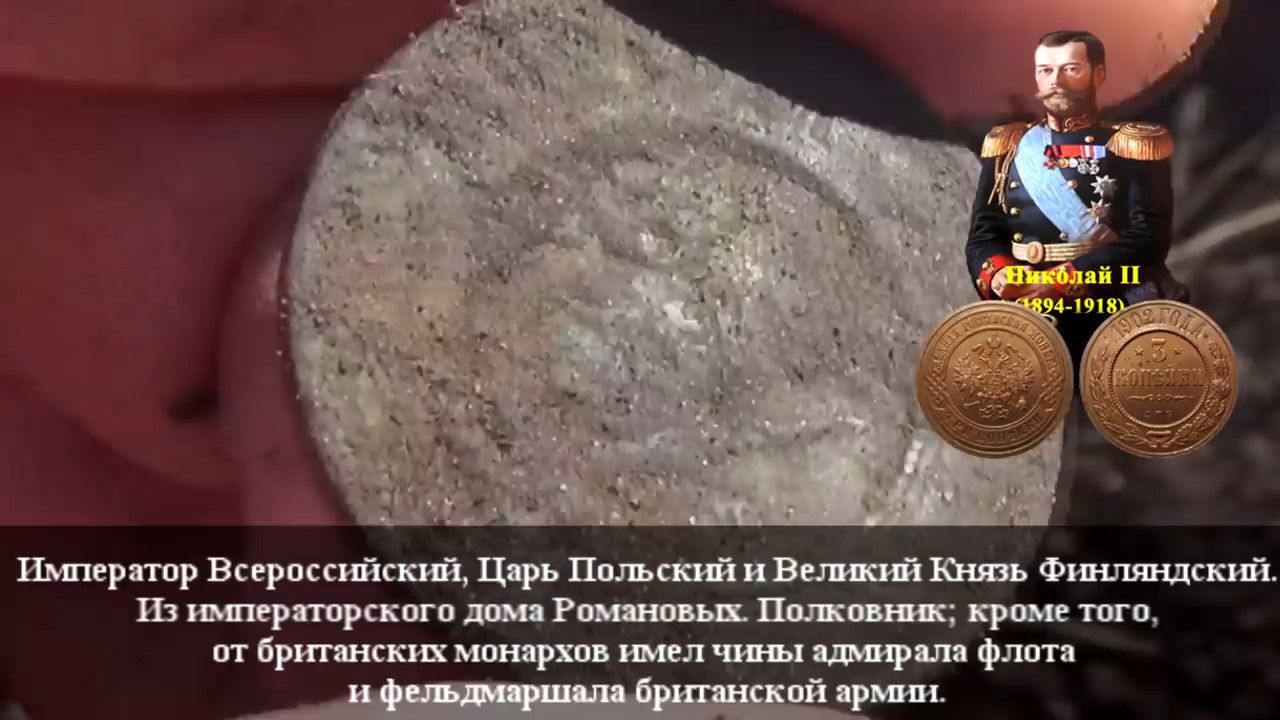 Николай II
(1894-1918)
1902 ГОДА.
3
КОПѢЙКИ
С П Б
Император Всероссийский, Царь Польский и Великий Князь Финляндский.
Из императорского дома Романовых. Полковник; кроме того,
от британских монархов имел чины адмирала флота
и фельдмаршала британской армии.